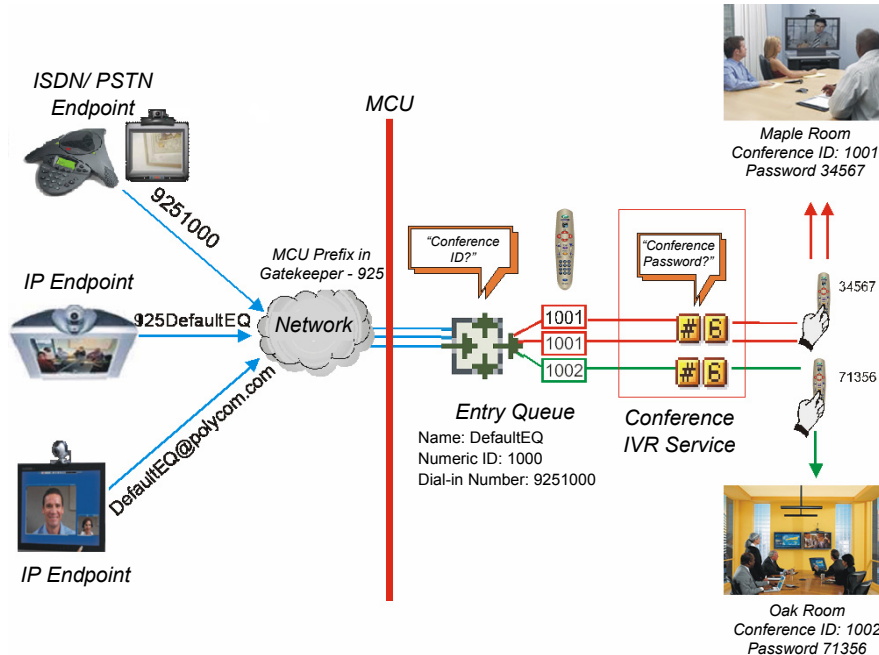 ISDN/ PSTN
Endpoint
9251000
IP Endpoint
925DefaultEQ
DefaultEQ@polycom.com
IP Endpoint
MCU
MCU Prefix in
Gatekeeper - 925
Network
"Conference
ID?"
1001
1001
1002
Entry Queue
Name: DefaultEQ
Numeric ID: 1000
Dial-in Number: 9251000
"Conference
Password?"
# 6
# 6
Conference
IVR Service
34567
71356
Maple Room
Conference ID: 1001
Password 34567
Oak Room
Conference ID: 1002
Password 71356